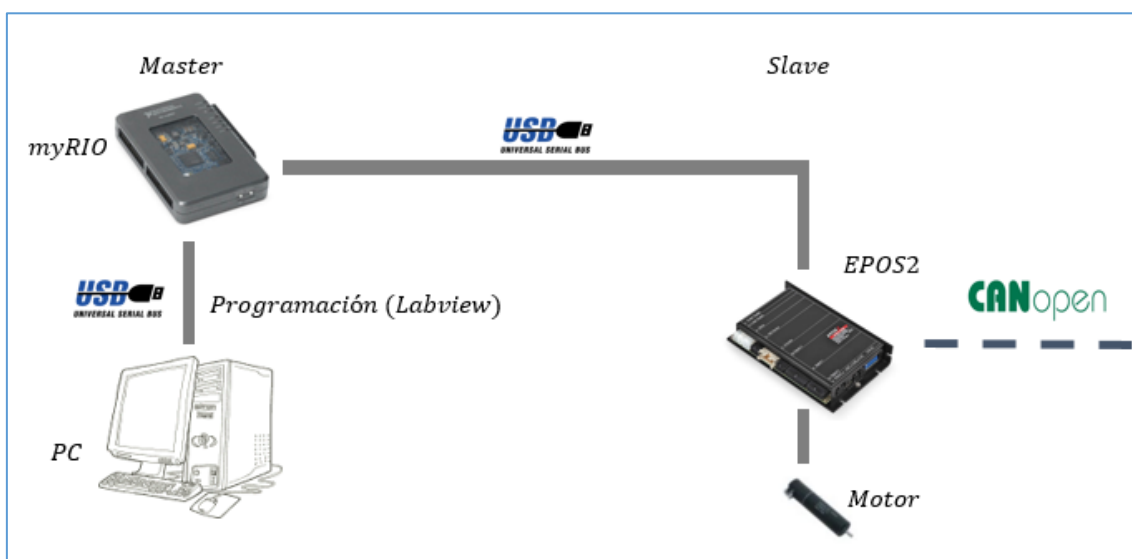 Master
Slave
myRIO
USB
UNIVERSAL SERIAL BUS
EPOS2
USB
UNIVERSAL SERIAL BUS
Programación (Labview)
CANopen
PC
Motor